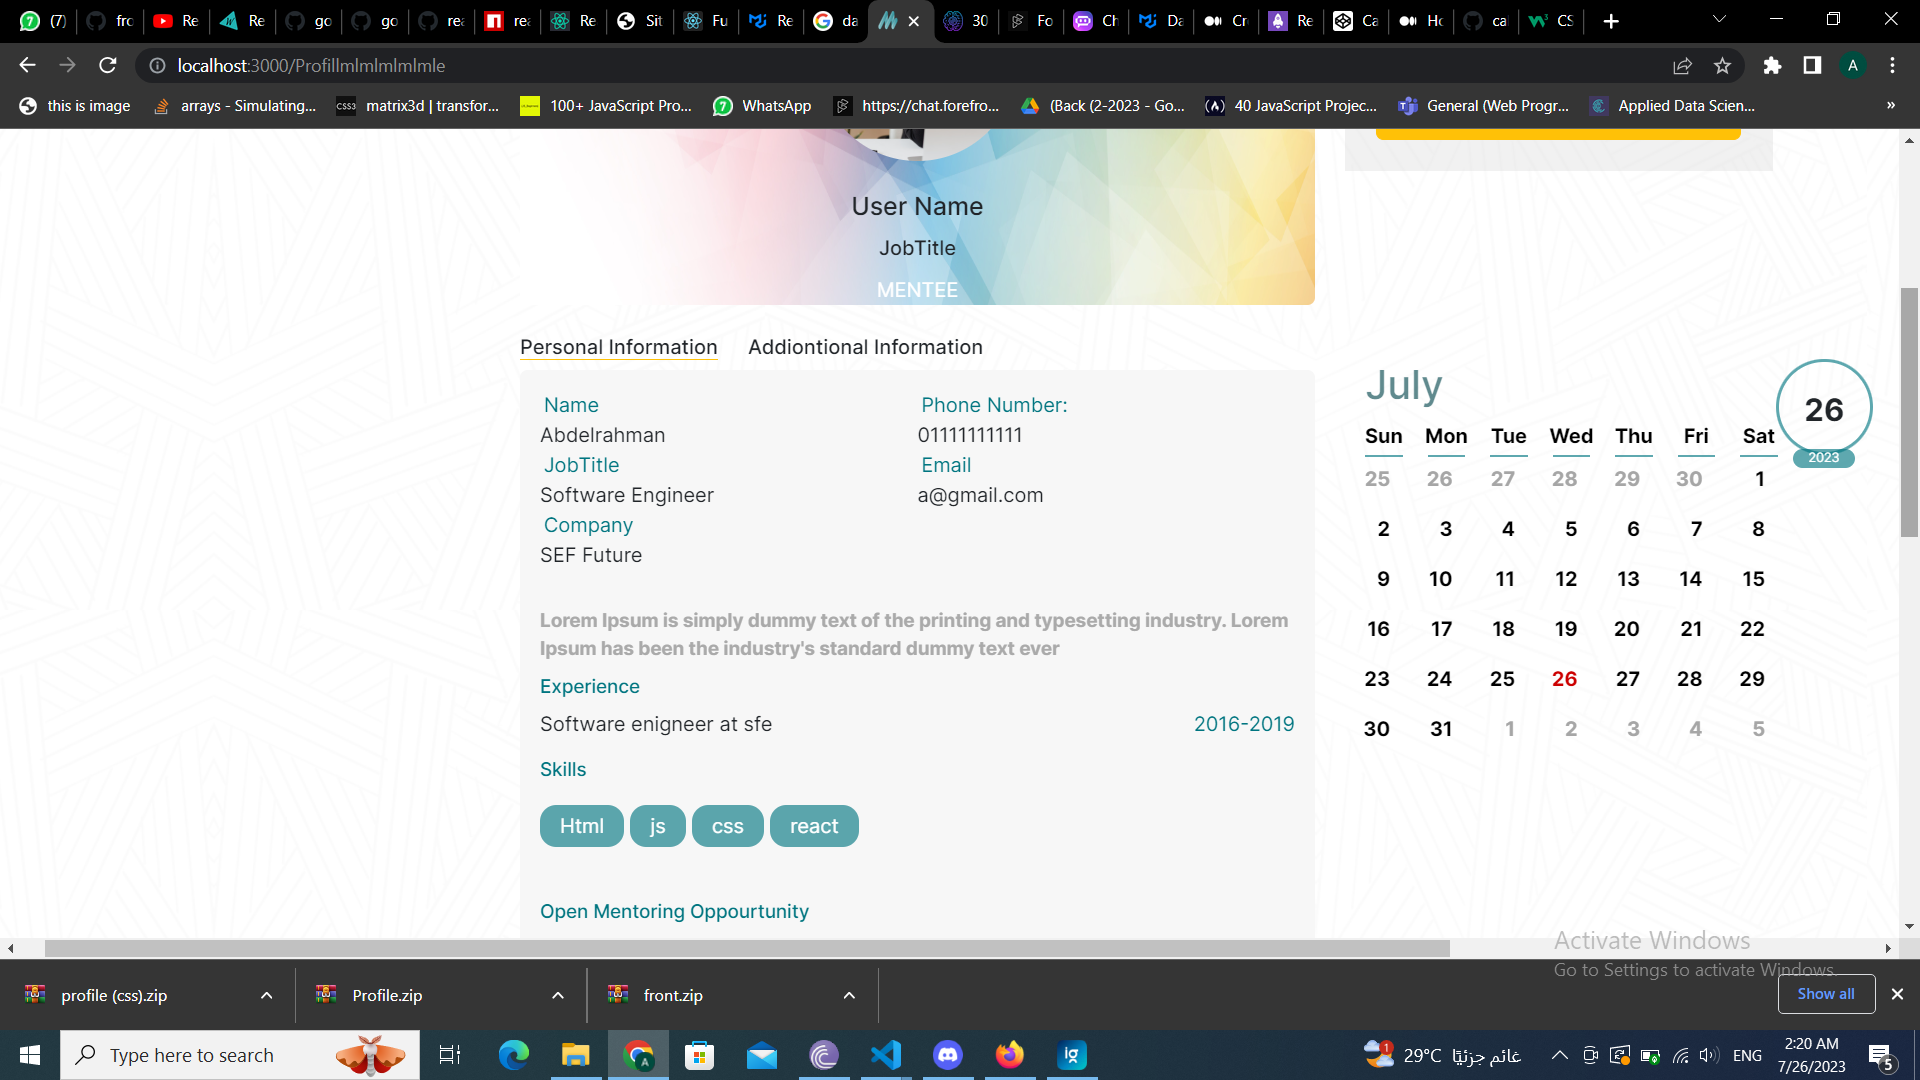 (7) fro Re Re go go rea rea Re Sit Fu Re da 30 Fo Ch Da Cr Re Ca Ho ca CS
localhost:3000/Profillmlmlmlmlmle
A
this is image arrays - Simulating... matrix3d | transfor... 100+ JavaScript Pro... WhatsApp https://chat.forefro... (Back (2-2023 - Go... 40 JavaScript Projec... General (Web Progr... Applied Data Scien... »
User Name
JobTitle
MENTEE
Personal Information Addiontional Information
Name Phone Number:
Abdelrahman 01111111111
JobTitle Email
Software Engineer a@gmail.com
Company
SEF Future
Lorem Ipsum is simply dummy text of the printing and typesetting industry. Lorem
Ipsum has been the industry's standard dummy text ever
Experience
Software enigneer at sfe 2016-2019
Skills
Html js css react
Open Mentoring Oppourtunity
July
26
2023
Sun Mon Tue Wed Thu Fri Sat
25 26 27 28 29 30 1
2 3 4 5 6 7 8
9 10 11 12 13 14 15
16 17 18 19 20 21 22
23 24 25 26 27 28 29
30 31 1 2 3 4 5
Activate Windows
Go to Settings to activate Windows.
profile (css).zip Profile.zip front.zip Show all
Type here to search
1 29°C غائم جزئيًا ENG 2:20 AM
7/26/2023 5